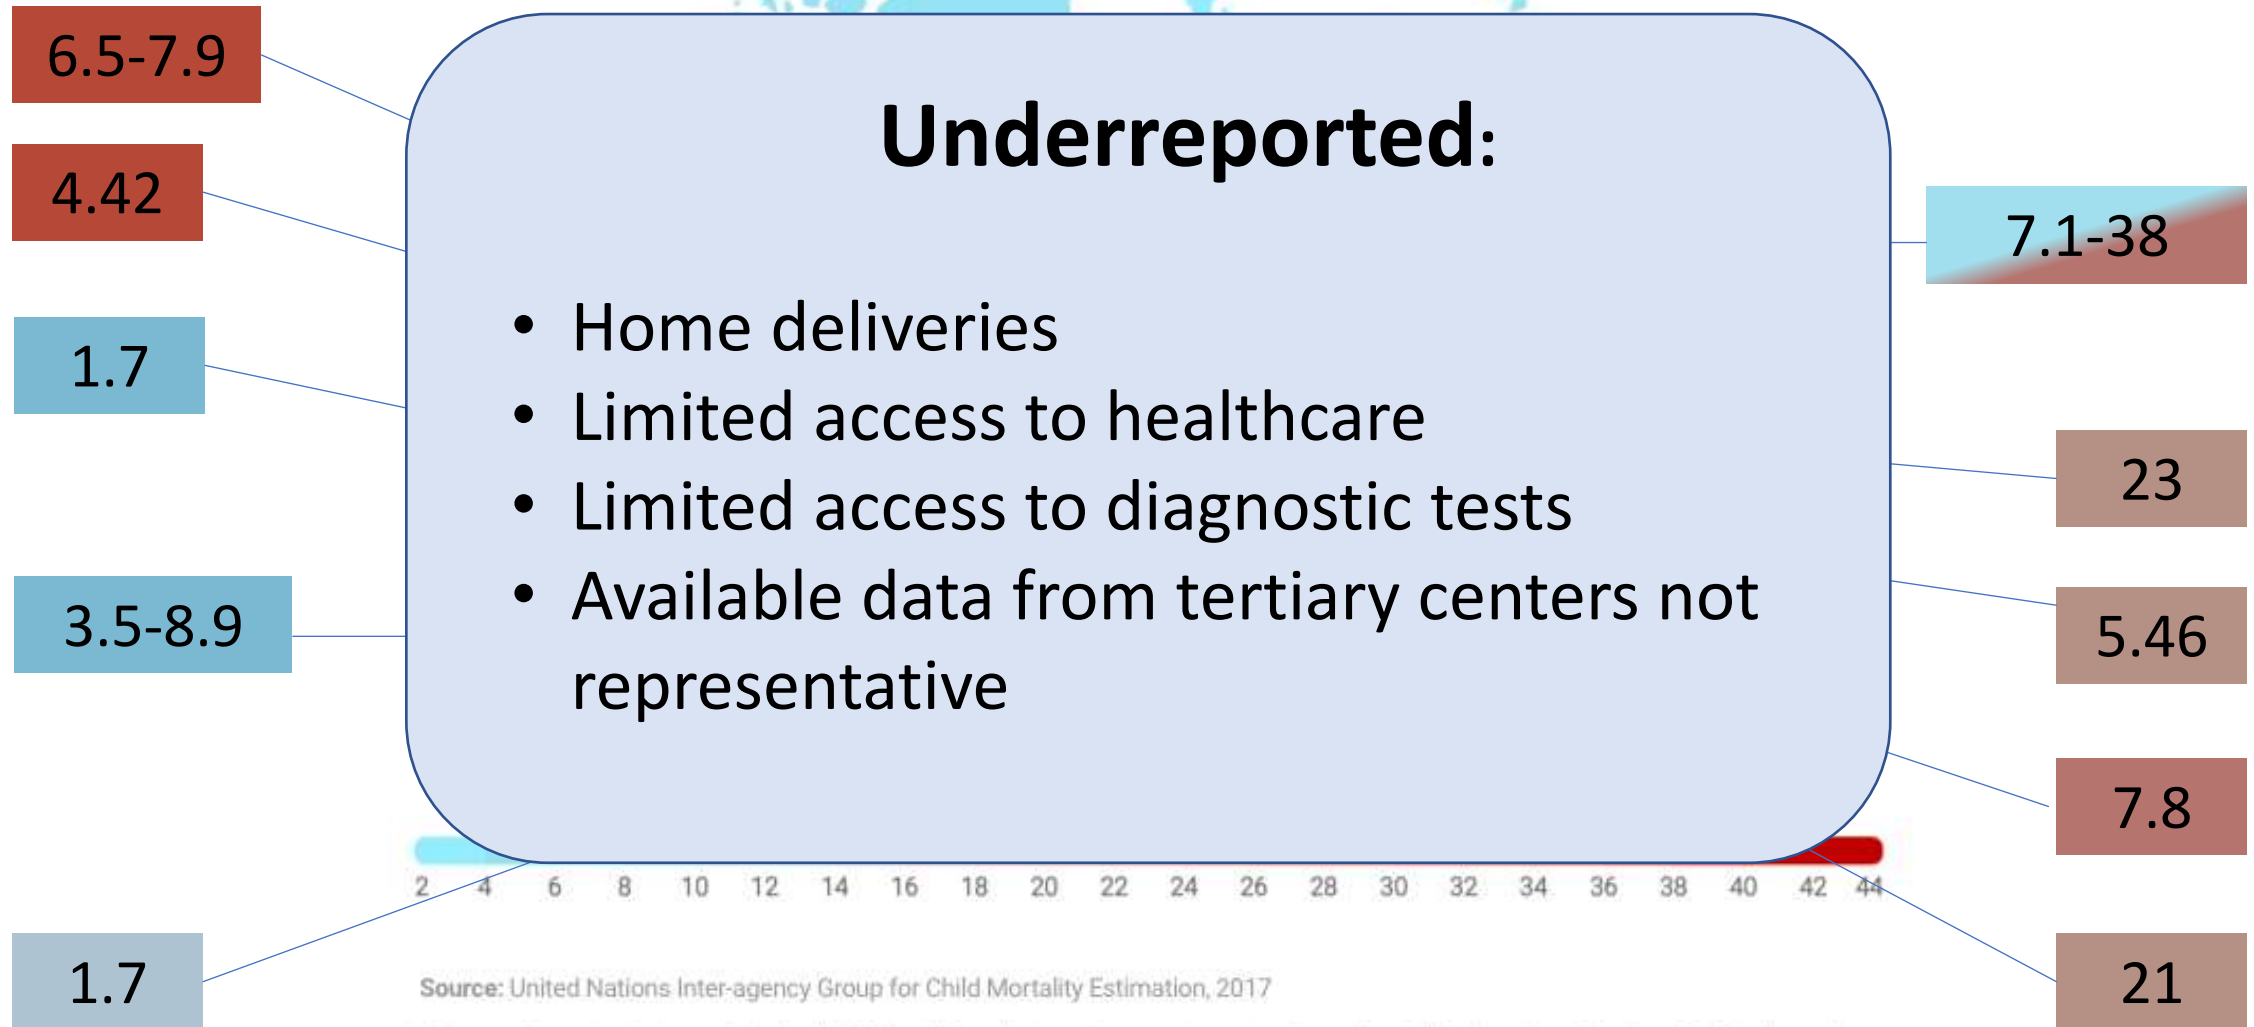 6.5-7.9
4.42
1.7
3.5-8.9
1.7
Underreported:
• Home deliveries
• Limited access to healthcare
• Limited access to diagnostic tests
• Available data from tertiary centers not
representative
7.1-38
23
5.46
7.8
21
2 4 6 8 10 12 14 16 18 20 22 24 26 28 30 32 34 36 38 40 42 44
Source: United Nations Inter-agency Group for Child Mortality Estimation, 2017